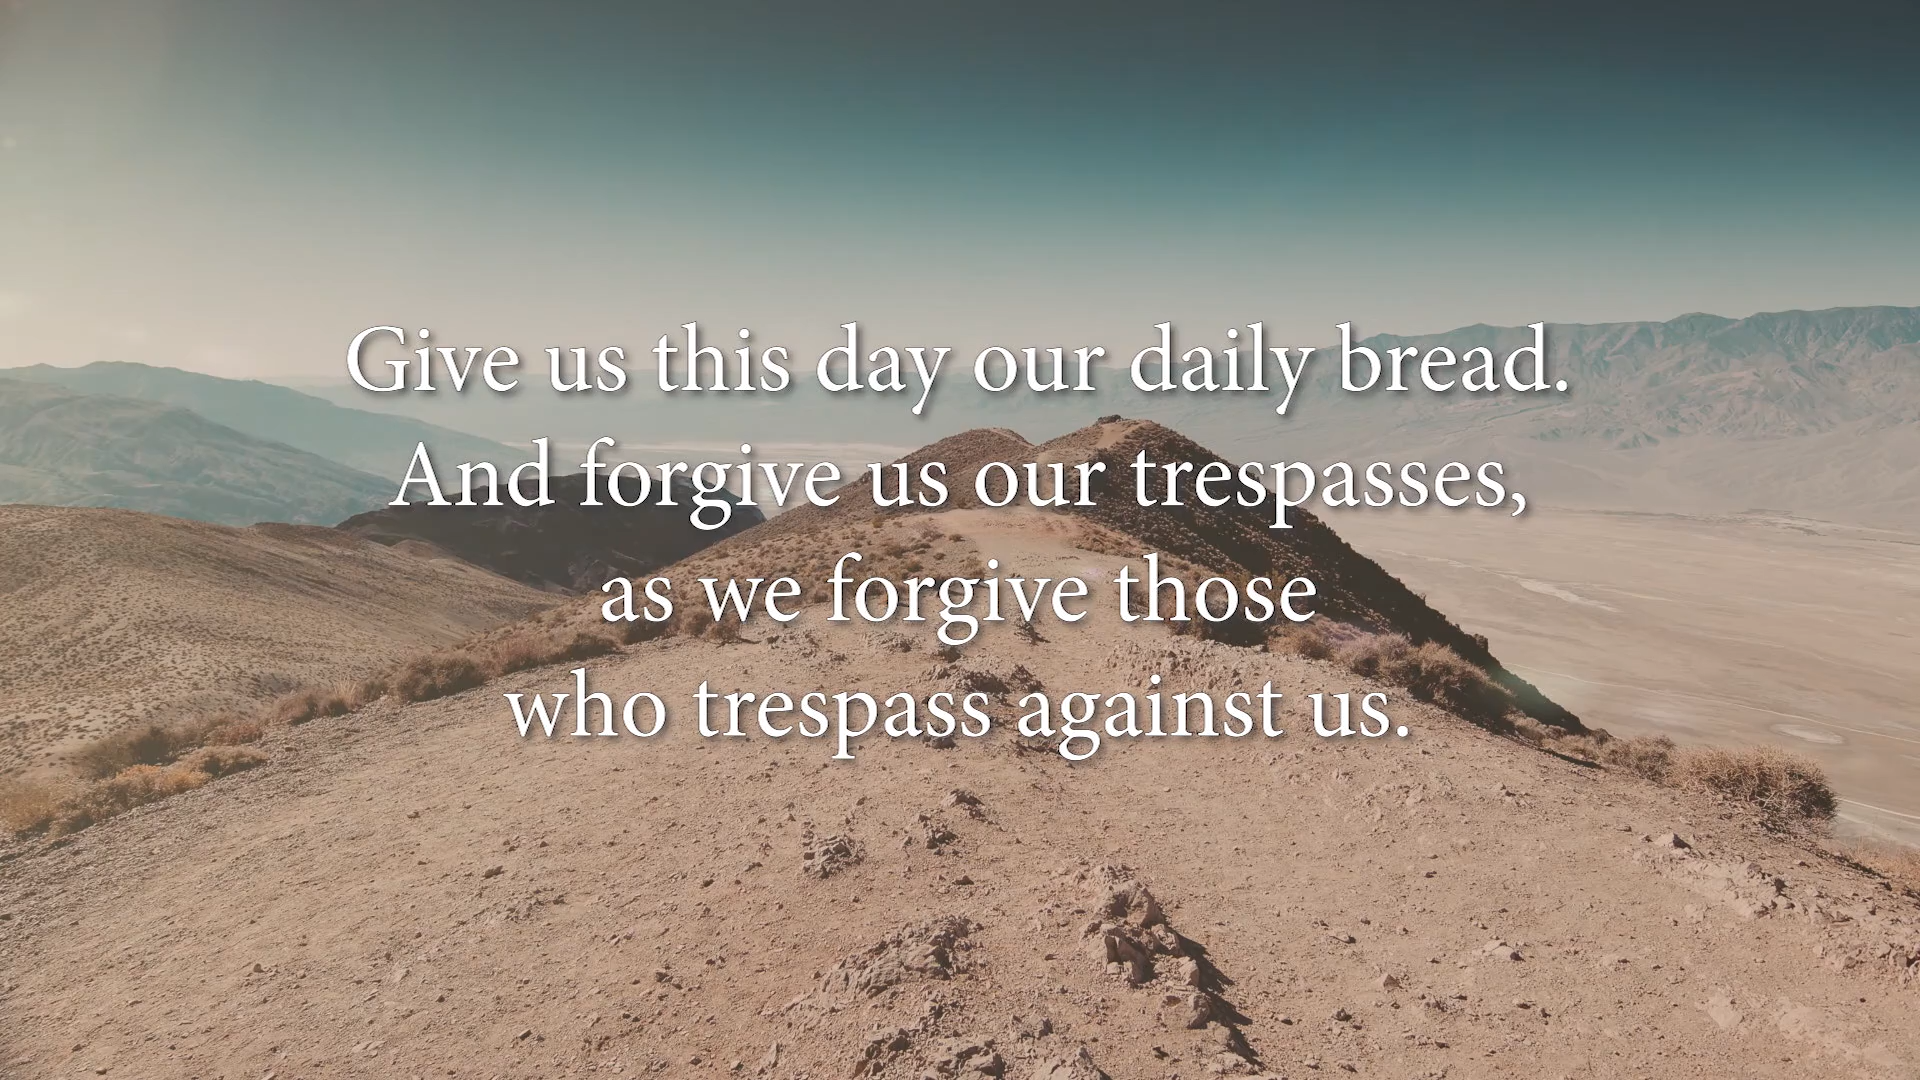 Give us this day our daily bread.
And forgive us our trespasses,
as we forgive those
who trespass against us.